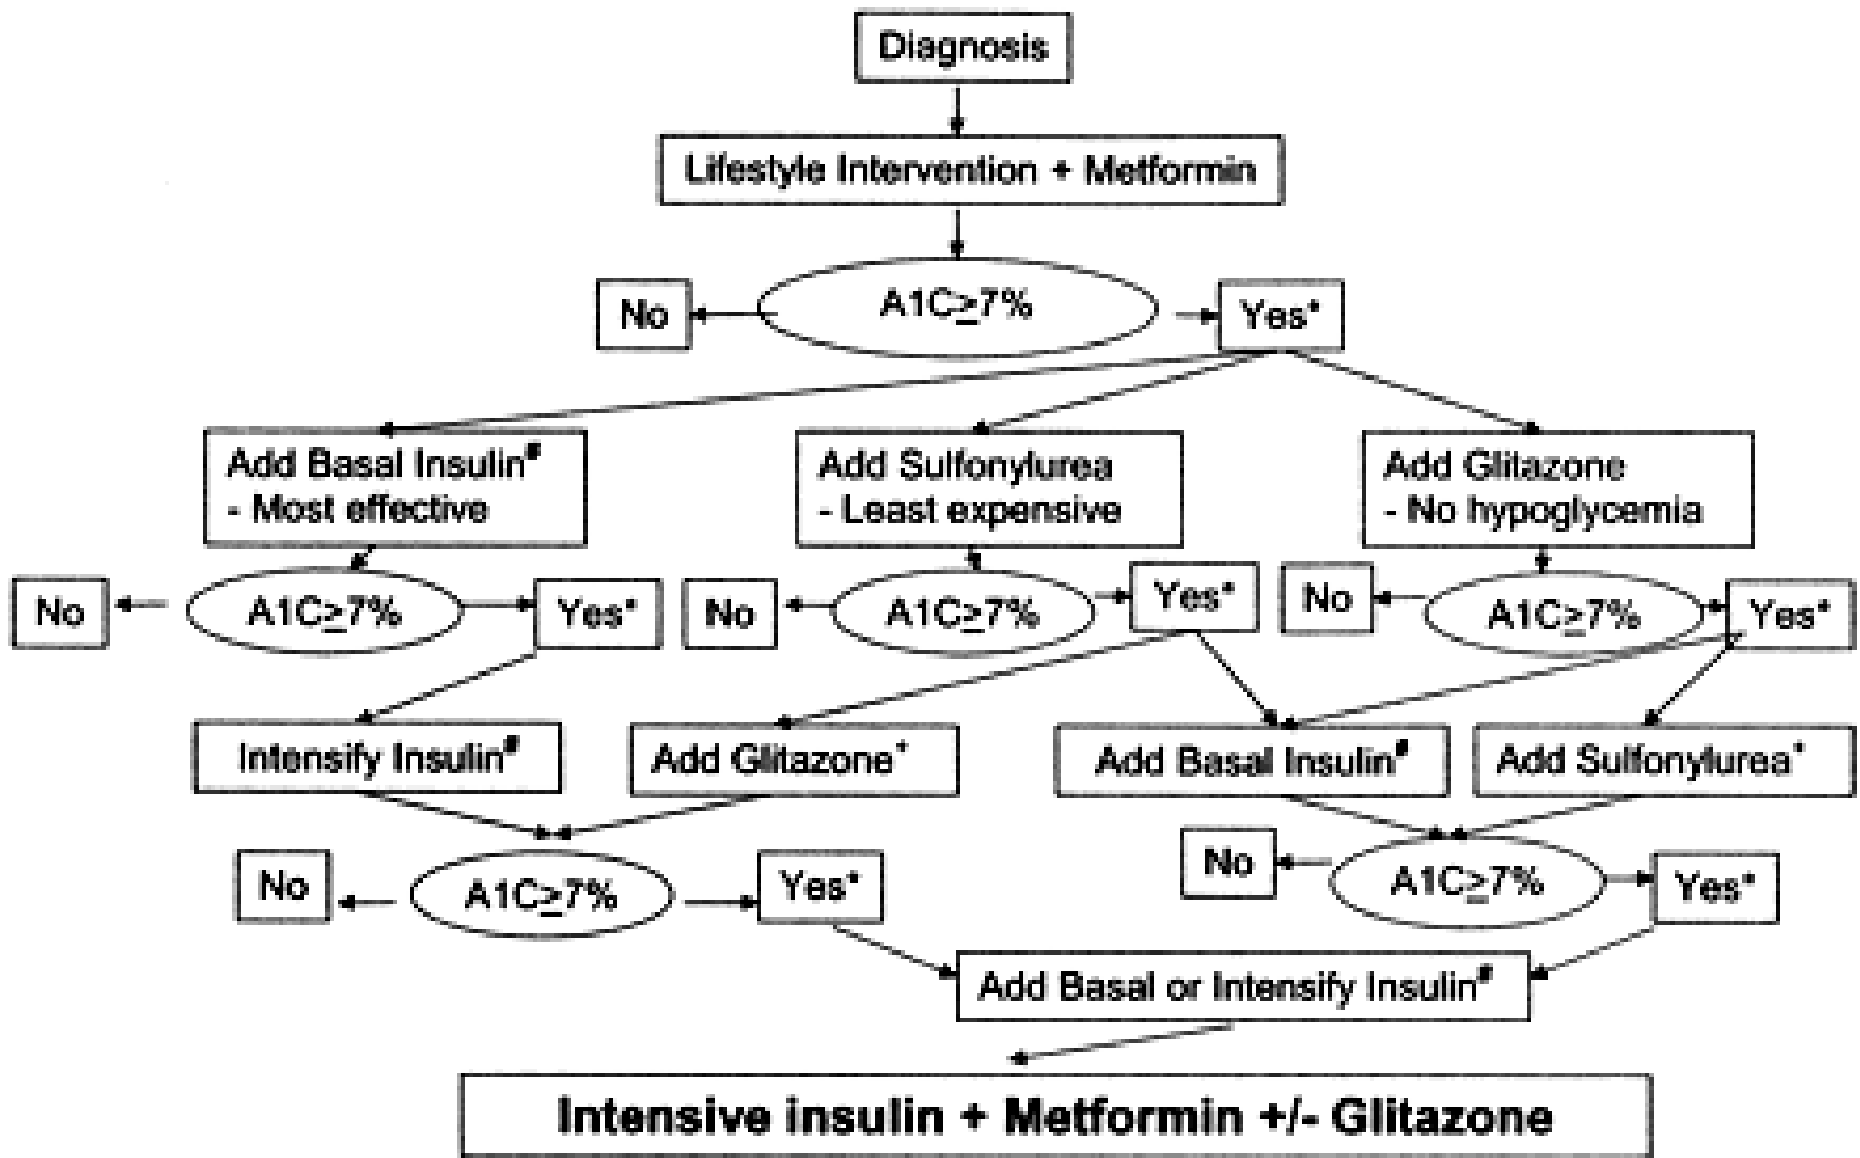 Diagnosis
Lifestyle Intervention + Metformin
No
A1C≥7%
Yes*
Add Basal Insulin#
- Most effective
Add Sulfonylurea
- Least expensive
Add Glitazone
- No hypoglycemia
No
A1C≥7%
Yes*
No
A1C≥7%
Yes*
No
A1C≥7%
Yes*
Intensify Insulin#
Add Glitazone+
Add Basal Insulin#
Add Sulfonylurea+
No
A1C≥7%
Yes*
No
A1C≥7%
Yes*
Add Basal or Intensify Insulin#
Intensive insulin + Metformin +/- Glitazone